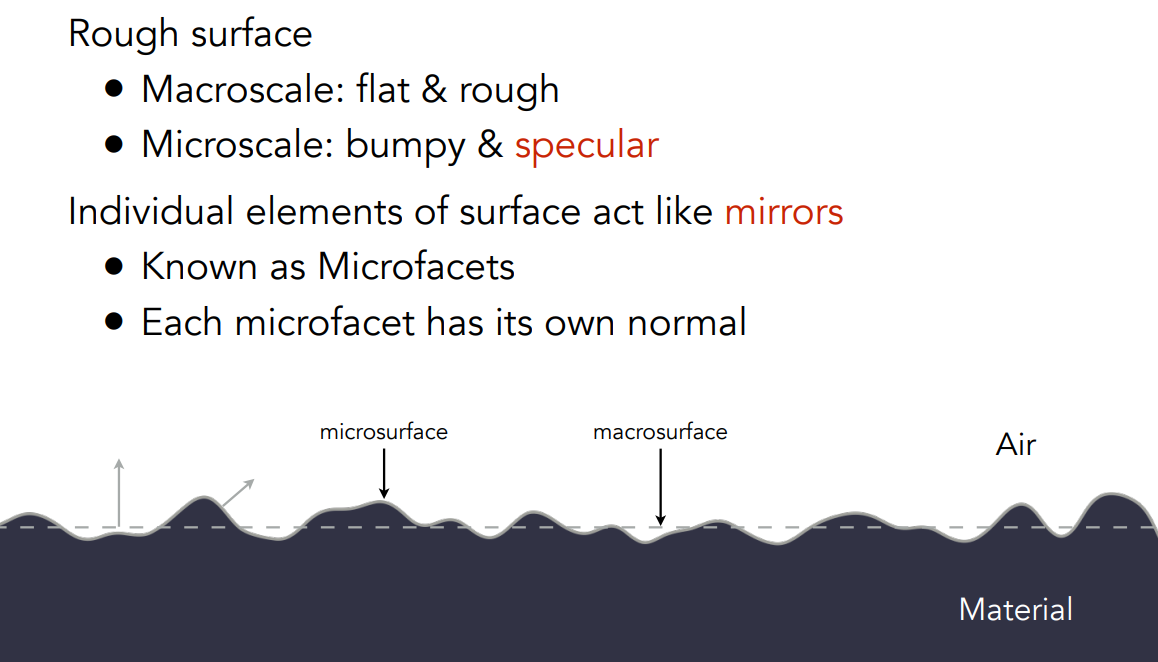 Rough surface
● Macroscale: flat & rough
● Microscale: bumpy & specular
Individual elements of surface act like mirrors
● Known as Microfacets
● Each microfacet has its own normal
microsurface
macrosurface
Air
Material